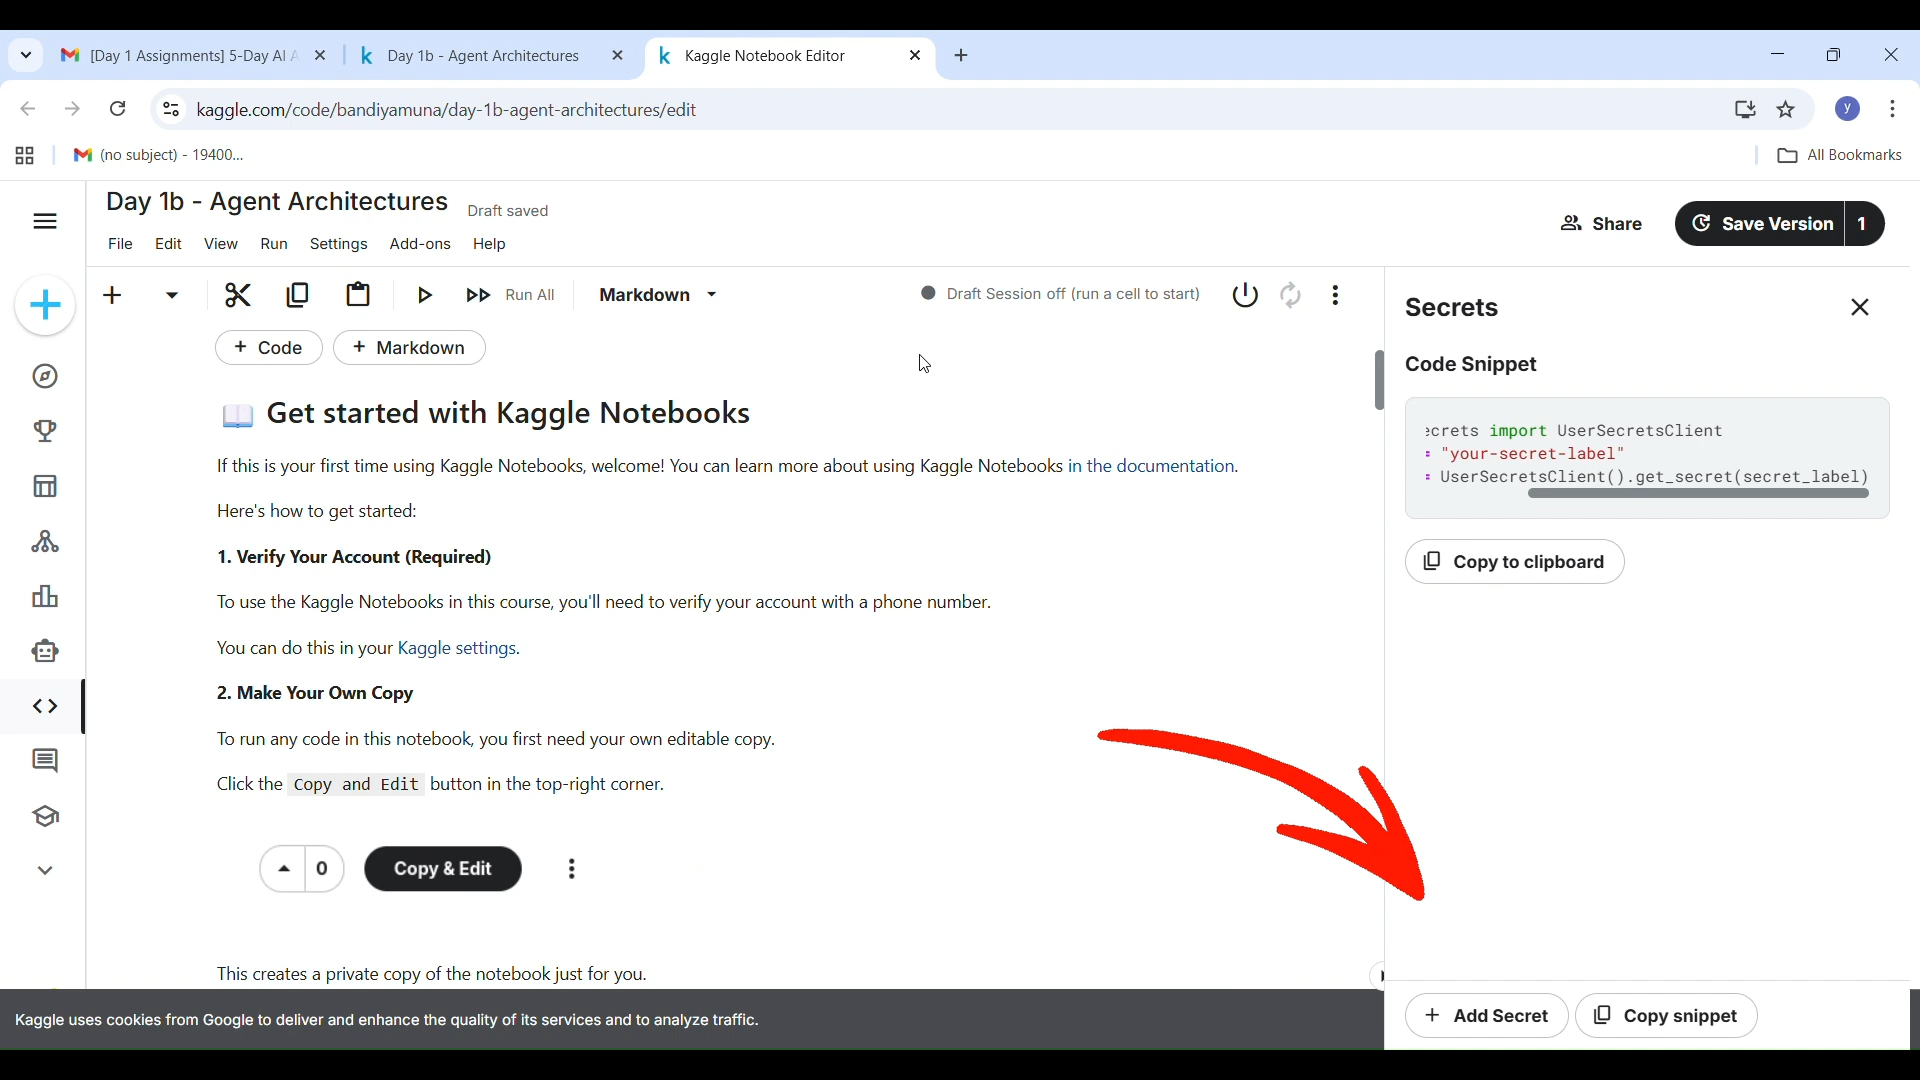 [Day 1 Assignments] 5-Day AI A
Day 1b - Agent Architectures
Kaggle Notebook Editor
kaggle.com/code/bandiyamuna/day-1b-agent-architectures/edit
y
(no subject) - 19400...
All Bookmarks
Day 1b - Agent Architectures
Draft saved
File Edit View Run Settings Add-ons Help
Share
Save Version 1
Run All
Markdown
Draft Session off (run a cell to start)
+ Code
+ Markdown
Get started with Kaggle Notebooks
If this is your first time using Kaggle Notebooks, welcome! You can learn more about using Kaggle Notebooks in the documentation.
Here's how to get started:
1. Verify Your Account (Required)
To use the Kaggle Notebooks in this course, you'll need to verify your account with a phone number.
You can do this in your Kaggle settings.
2. Make Your Own Copy
To run any code in this notebook, you first need your own editable copy.
Click the Copy and Edit button in the top-right corner.
0
Copy & Edit
This creates a private copy of the notebook just for you.
Kaggle uses cookies from Google to deliver and enhance the quality of its services and to analyze traffic.
Secrets
Code Snippet
ecrets import UserSecretsClient
= "your-secret-label"
= UserSecretsClient().get_secret(secret_label)
Copy to clipboard
+ Add Secret
Copy snippet